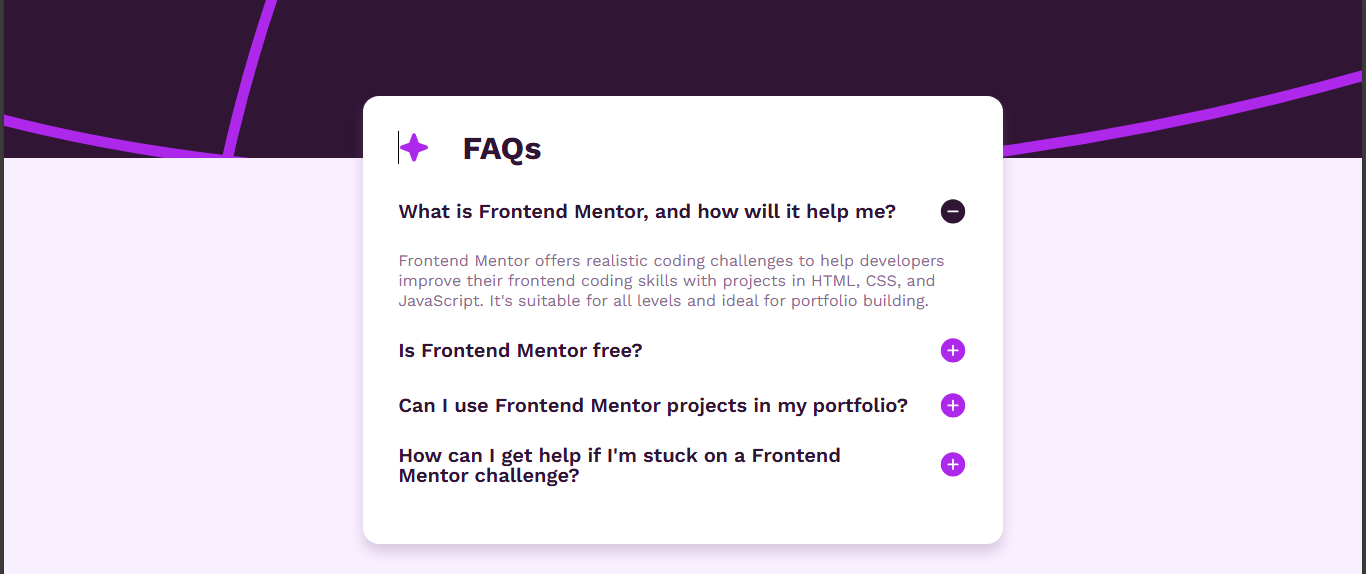 FAQs
What is Frontend Mentor, and how will it help me?
Frontend Mentor offers realistic coding challenges to help developers
improve their frontend coding skills with projects in HTML, CSS, and
JavaScript. It's suitable for all levels and ideal for portfolio building.
Is Frontend Mentor free?
Can I use Frontend Mentor projects in my portfolio?
How can I get help if I'm stuck on a Frontend
Mentor challenge?